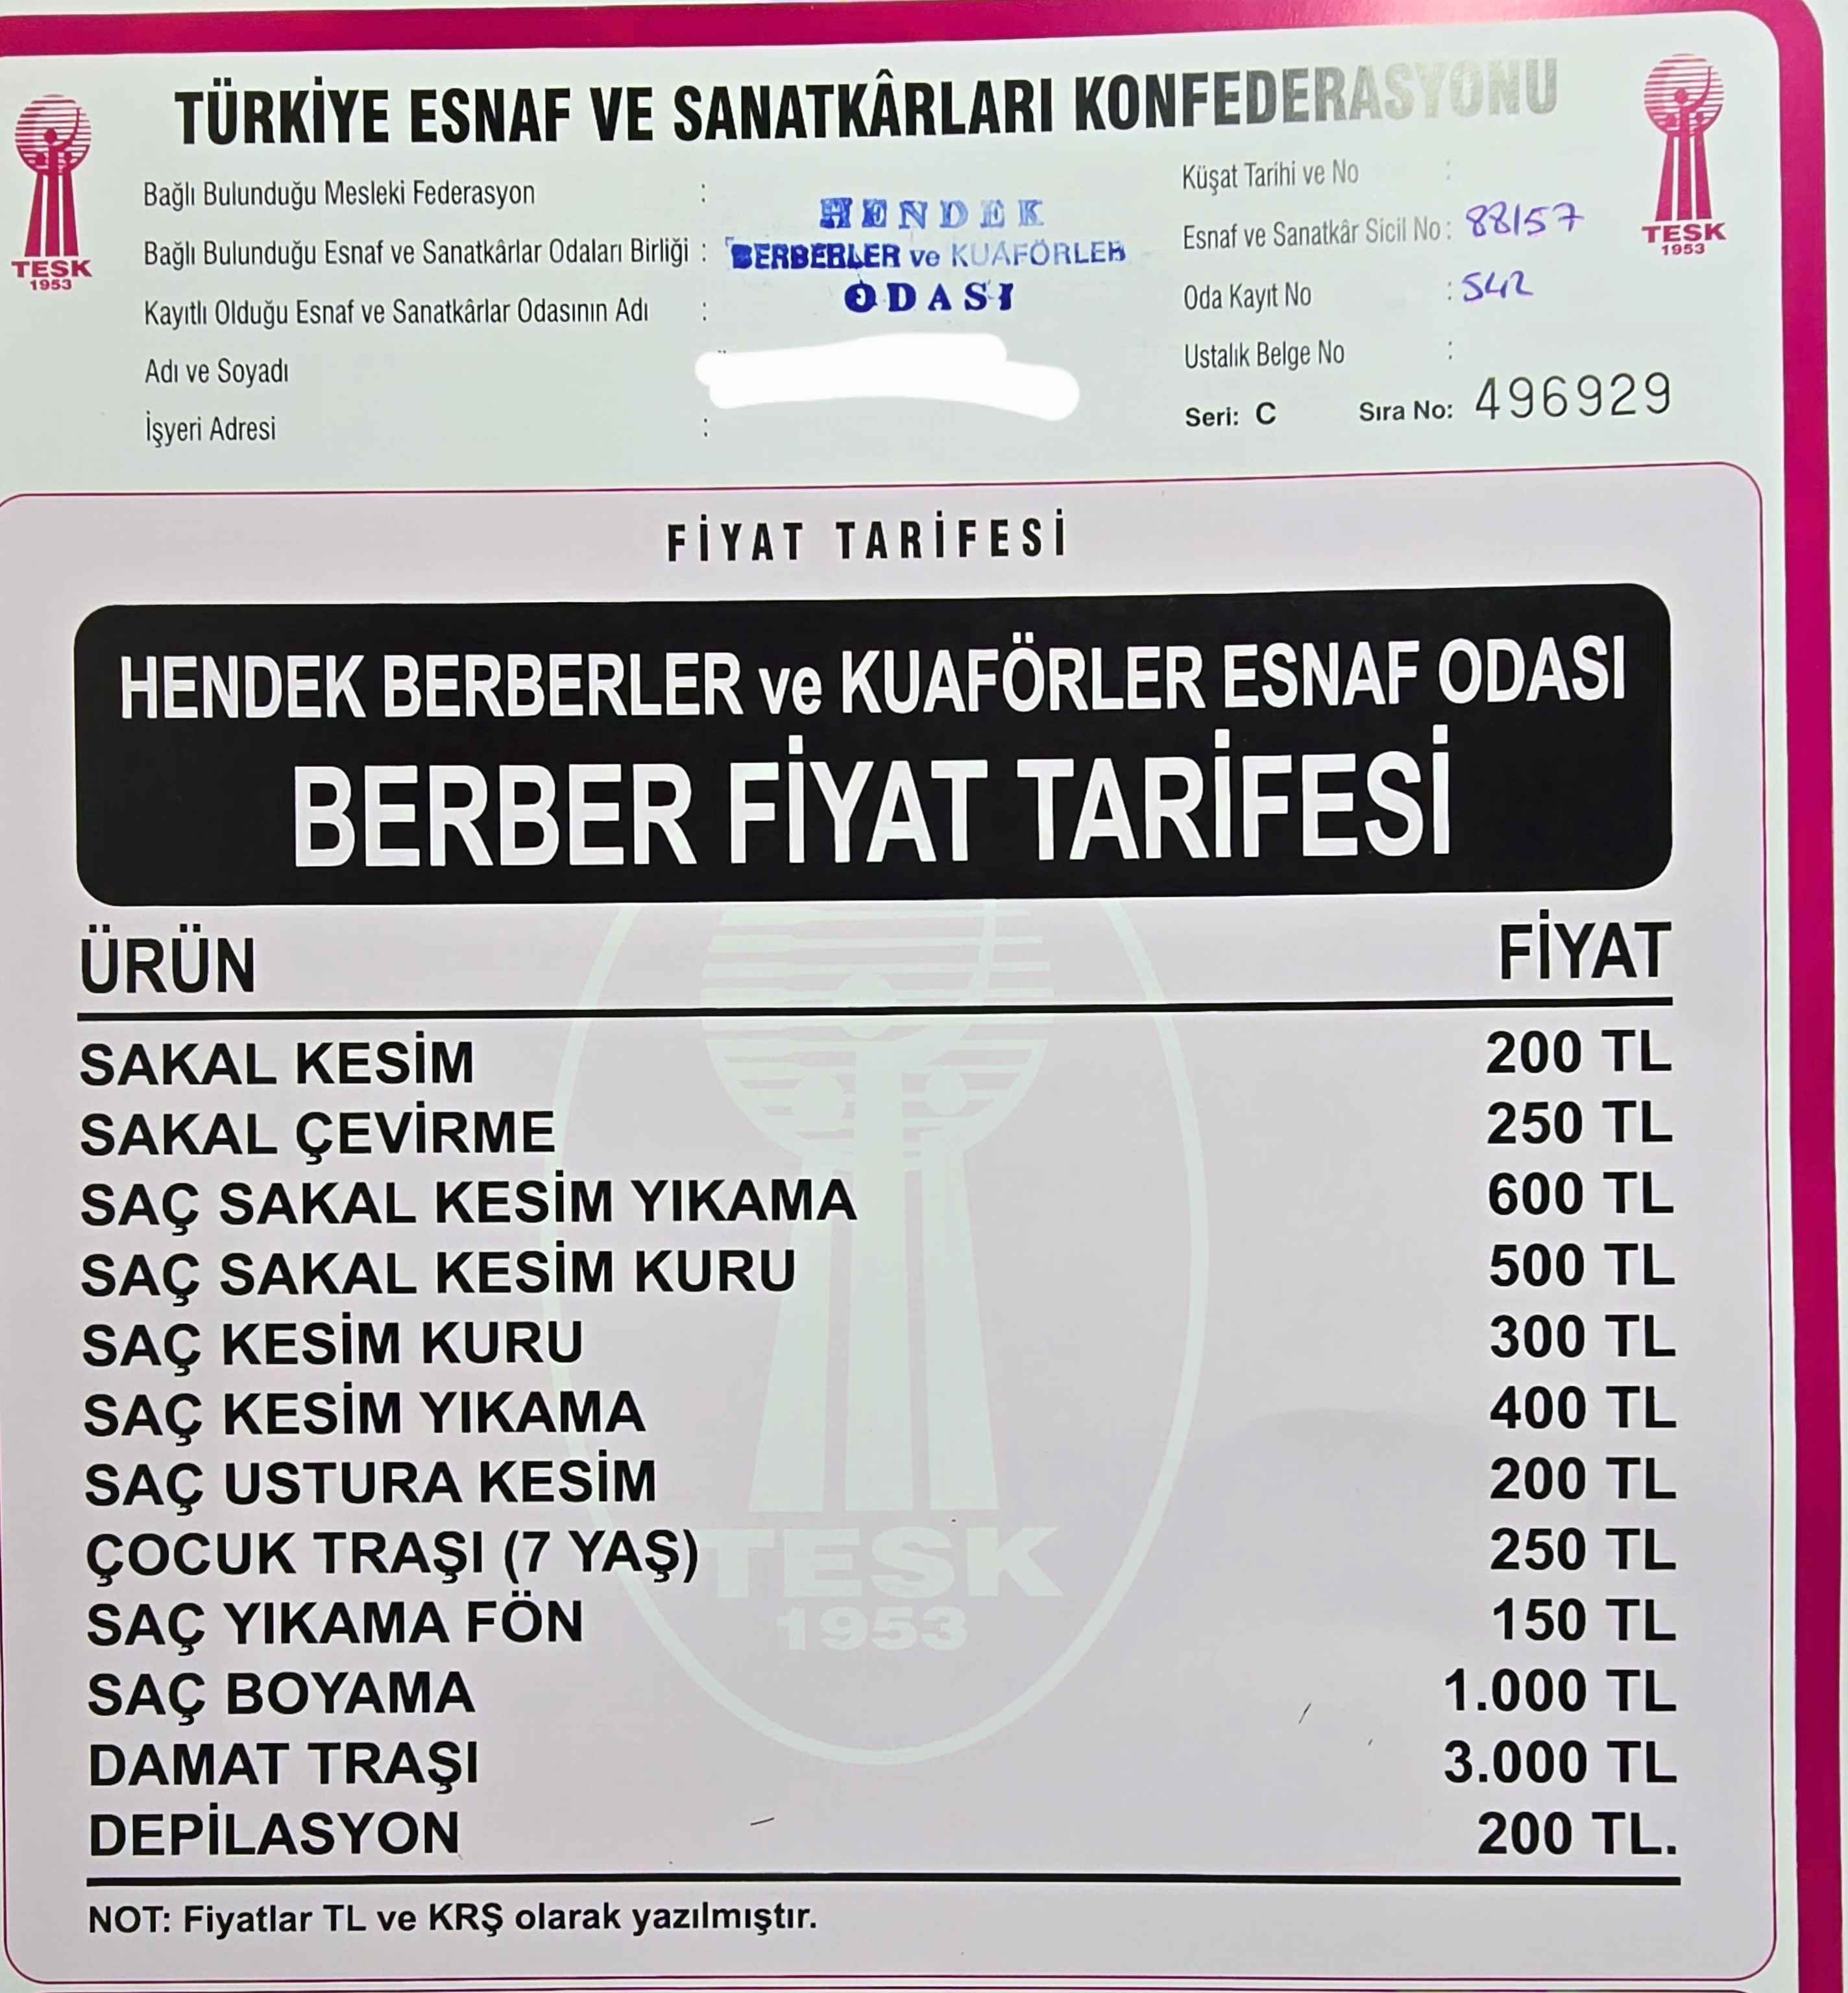 TÜRKİYE ESNAF VE SANATKÂRLARI KONFEDERASYONU
TESK
1953
TESK
1953
Bağlı Bulunduğu Mesleki Federasyon :
Bağlı Bulunduğu Esnaf ve Sanatkârlar Odaları Birliği :
Kayıtlı Olduğu Esnaf ve Sanatkârlar Odasının Adı :
Adı ve Soyadı
İşyeri Adresi :
HENDEK
BERBERLER ve KUAFÖRLER
ODASI
Küşat Tarihi ve No :
Esnaf ve Sanatkâr Sicil No : 88/57
Oda Kayıt No : 542
Ustalık Belge No :
Seri: C Sıra No: 496929
FİYAT TARİFESİ
HENDEK BERBERLER ve KUAFÖRLER ESNAF ODASI
BERBER FİYAT TARİFESİ
ÜRÜN FİYAT
SAKAL KESİM 200 TL
SAKAL ÇEVİRME 250 TL
SAÇ SAKAL KESİM YIKAMA 600 TL
SAÇ SAKAL KESİM KURU 500 TL
SAÇ KESİM KURU 300 TL
SAÇ KESİM YIKAMA 400 TL
SAÇ USTURA KESİM 200 TL
ÇOCUK TRAŞI (7 YAŞ) 250 TL
SAÇ YIKAMA FÖN 150 TL
SAÇ BOYAMA 1.000 TL
DAMAT TRAŞI 3.000 TL
DEPİLASYON 200 TL.
TESK
1953
NOT: Fiyatlar TL ve KRŞ olarak yazılmıştır.